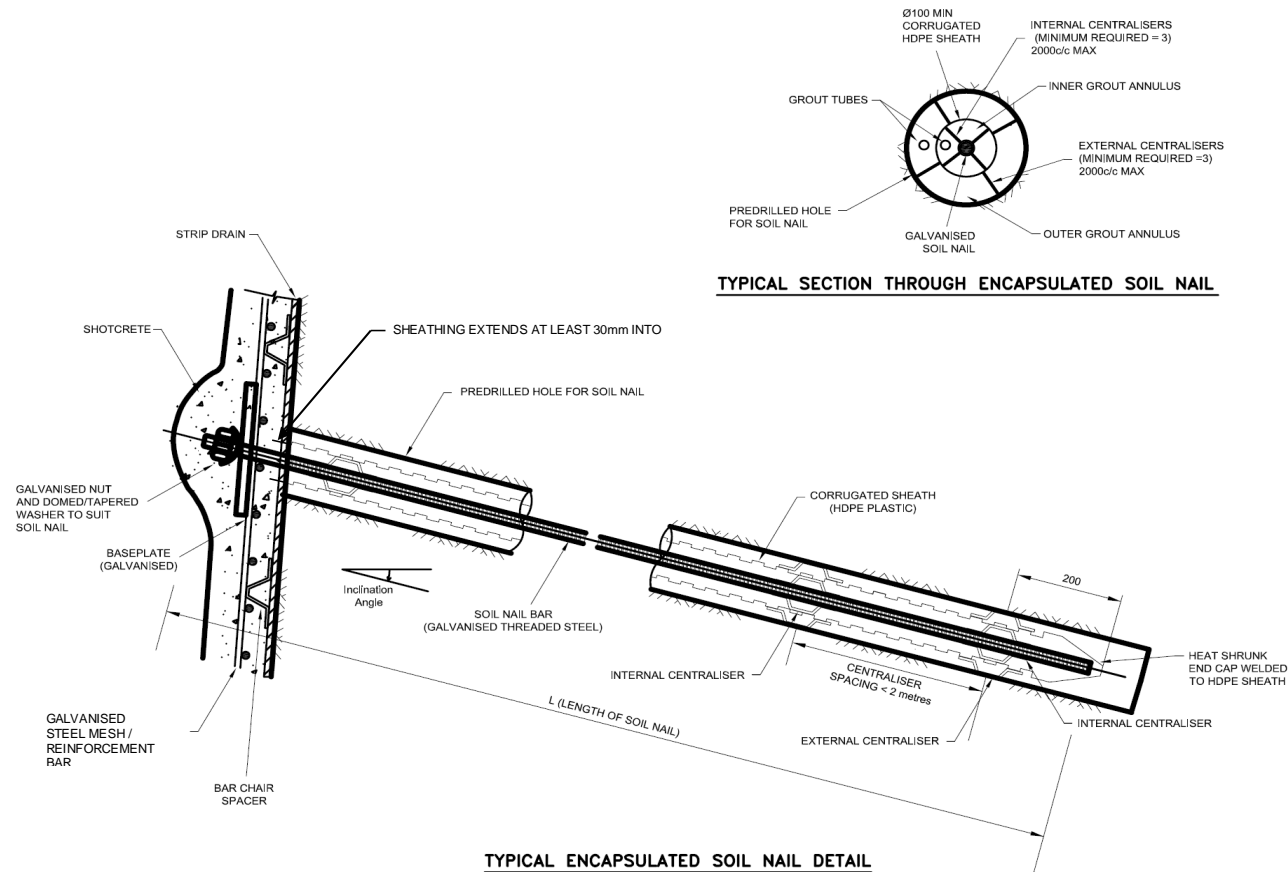 Ø100 MIN
CORRUGATED
HDPE SHEATH
INTERNAL CENTRALISERS
(MINIMUM REQUIRED = 3)
2000c/c MAX
GROUT TUBES
INNER GROUT ANNULUS
EXTERNAL CENTRALISERS
(MINIMUM REQUIRED =3)
2000c/c MAX
PREDRILLED HOLE
FOR SOIL NAIL
GALVANISED
SOIL NAIL
OUTER GROUT ANNULUS
TYPICAL SECTION THROUGH ENCAPSULATED SOIL NAIL
STRIP DRAIN
SHOTCRETE
SHEATHING EXTENDS AT LEAST 30mm INTO
PREDRILLED HOLE FOR SOIL NAIL
GALVANISED NUT
AND DOMED/TAPERED
WASHER TO SUIT
SOIL NAIL
CORRUGATED SHEATH
(HDPE PLASTIC)
BASEPLATE
(GALVANISED)
Inclination
Angle
200
SOIL NAIL BAR
(GALVANISED THREADED STEEL)
HEAT SHRUNK
END CAP WELDED
TO HDPE SHEATH
INTERNAL CENTRALISER
CENTRALISER
SPACING < 2 metres
L (LENGTH OF SOIL NAIL)
INTERNAL CENTRALISER
EXTERNAL CENTRALISER
GALVANISED
STEEL MESH /
REINFORCEMENT
BAR
BAR CHAIR
SPACER
TYPICAL ENCAPSULATED SOIL NAIL DETAIL